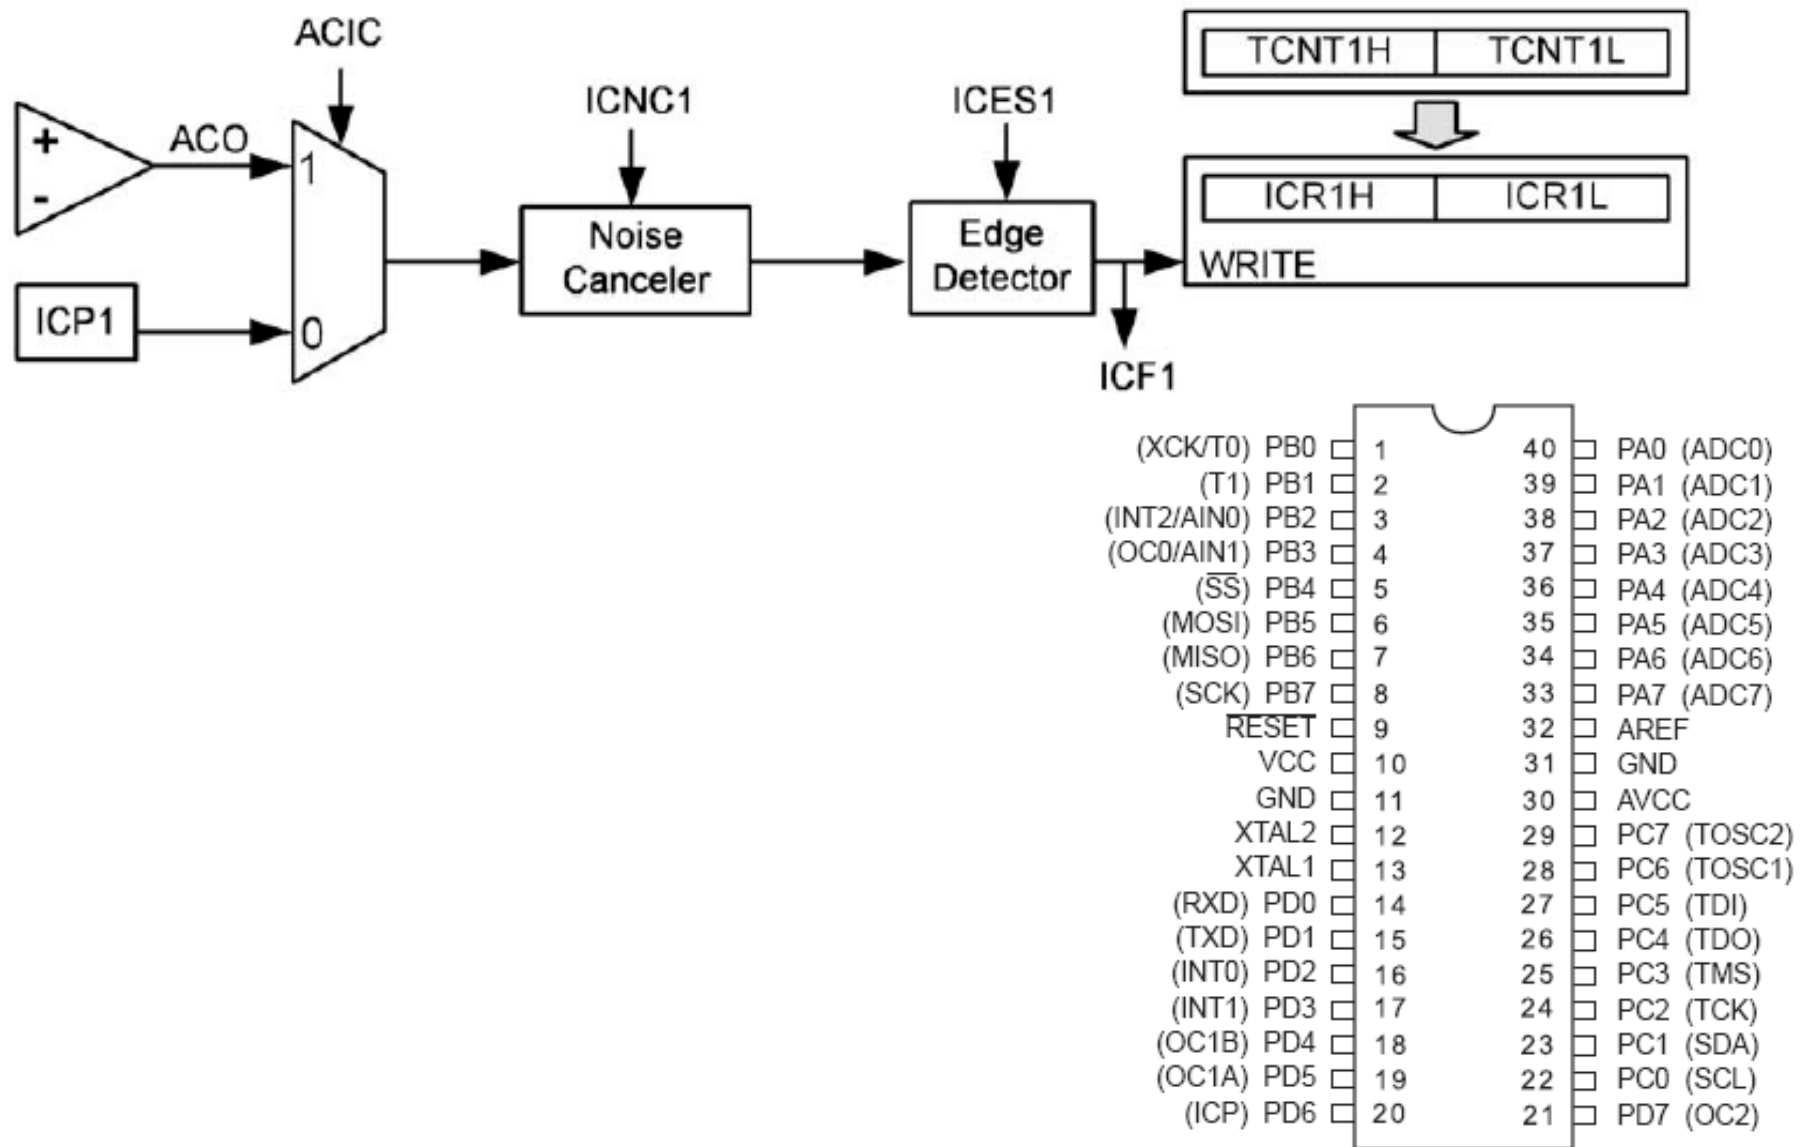 ACIC
TCNT1H TCNT1L
ICNC1 ICES1
+ ACO 1
-
ICR1H ICR1L
Noise Canceler
Edge Detector
WRITE
ICP1 0
ICF1
(XCK/T0) PB0 1 40 PA0 (ADC0)
(T1) PB1 2 39 PA1 (ADC1)
(INT2/AIN0) PB2 3 38 PA2 (ADC2)
(OC0/AIN1) PB3 4 37 PA3 (ADC3)
(S̅S̅) PB4 5 36 PA4 (ADC4)
(MOSI) PB5 6 35 PA5 (ADC5)
(MISO) PB6 7 34 PA6 (ADC6)
(SCK) PB7 8 33 PA7 (ADC7)
R̅E̅S̅E̅T̅ 9 32 AREF
VCC 10 31 GND
GND 11 30 AVCC
XTAL2 12 29 PC7 (TOSC2)
XTAL1 13 28 PC6 (TOSC1)
(RXD) PD0 14 27 PC5 (TDI)
(TXD) PD1 15 26 PC4 (TDO)
(INT0) PD2 16 25 PC3 (TMS)
(INT1) PD3 17 24 PC2 (TCK)
(OC1B) PD4 18 23 PC1 (SDA)
(OC1A) PD5 19 22 PC0 (SCL)
(ICP) PD6 20 21 PD7 (OC2)